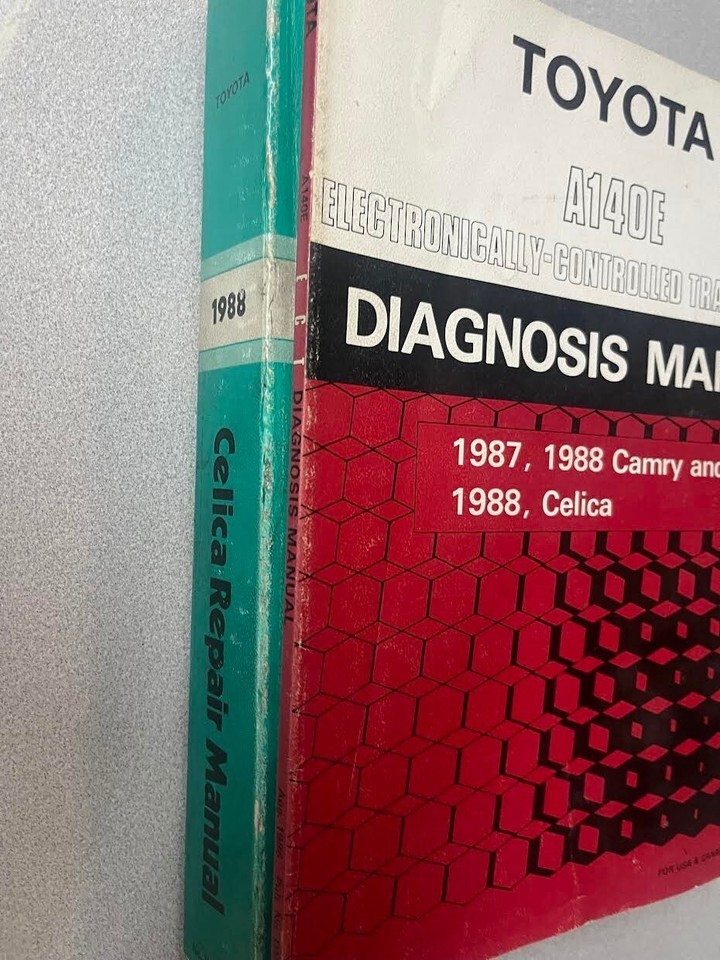 TOYOTA
1988
Celica Repair Manual
A140E
E C T DIAGNOSIS MANUAL
TOYOTA
A140E
ELECTRONICALLY-CONTROLLED TRA
DIAGNOSIS MA
1987, 1988 Camry and
1988, Celica
FOR USA & CANA